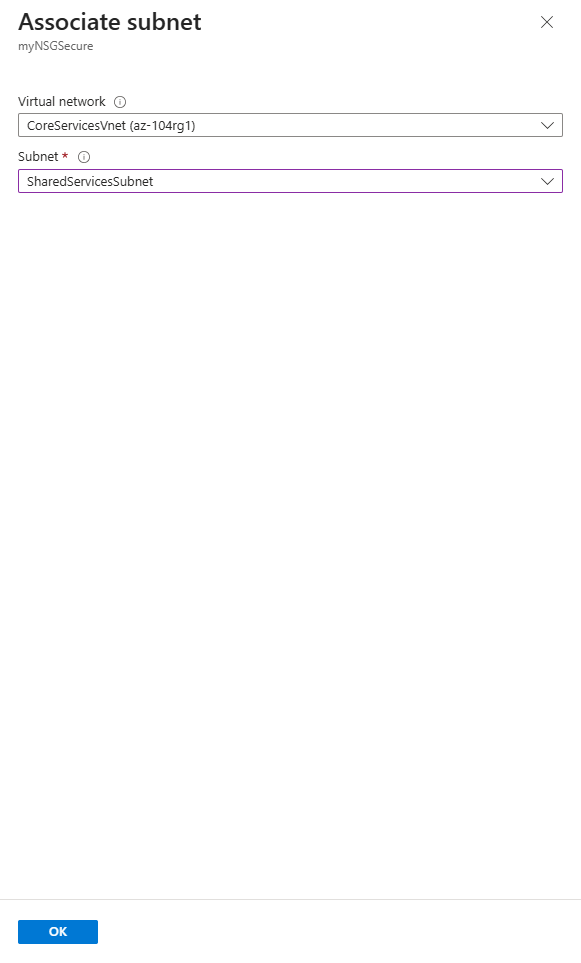 Associate subnet
myNSGSecure
Virtual network
CoreServicesVnet (az-104rg1)
Subnet *
SharedServicesSubnet
OK